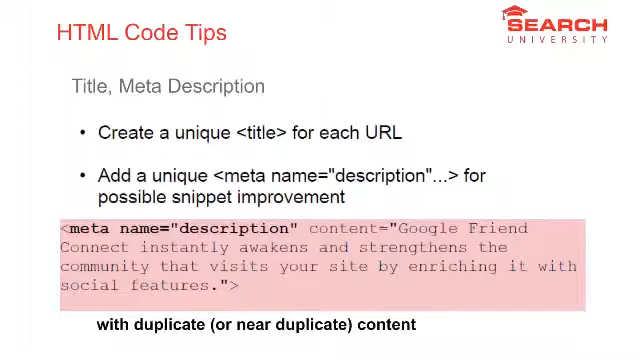 HTML Code Tips
SEARCH
UNIVERSITY
Title, Meta Description
• Create a unique <title> for each URL
• Add a unique <meta name="description"...> for
possible snippet improvement
<meta name="description" content="Google Friend
Connect instantly awakens and strengthens the
community that visits your site by enriching it with
social features.">
with duplicate (or near duplicate) content